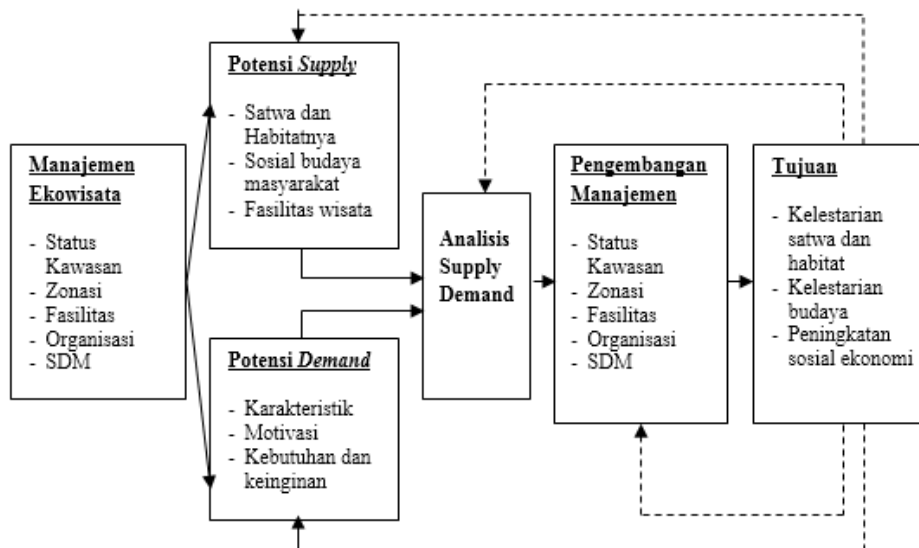 Manajemen
Ekowisata
- Status
Kawasan
- Zonasi
- Fasilitas
- Organisasi
- SDM
Potensi Supply
- Satwa dan
Habitatnya
- Sosial budaya
masyarakat
- Fasilitas wisata
Potensi Demand
- Karakteristik
- Motivasi
- Kebutuhan dan
keinginan
Analisis
Supply
Demand
Pengembangan
Manajemen
- Status
Kawasan
- Zonasi
- Fasilitas
- Organisasi
- SDM
Tujuan
- Kelestarian
satwa dan
habitat
- Kelestarian
budaya
- Peningkatan
sosial ekonomi